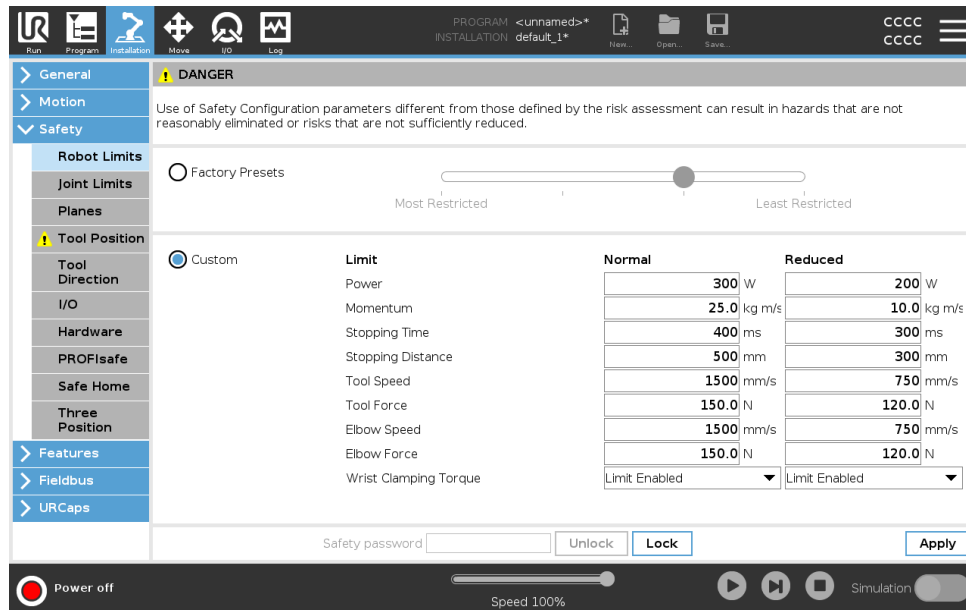 PROGRAM <unnamed>*
INSTALLATION default_1*
CCCC
CCCC
UR
Run
Program
Installation
Move
I/O
Log
New...
Open...
Save...
General
Motion
Safety
Robot Limits
Joint Limits
Planes
Tool Position
Tool
Direction
I/O
Hardware
PROFIsafe
Safe Home
Three
Position
Features
Fieldbus
URCaps
DANGER
Use of Safety Configuration parameters different from those defined by the risk assessment can result in hazards that are not
reasonably eliminated or risks that are not sufficiently reduced.
Factory Presets
Most Restricted Least Restricted
Custom Limit Normal Reduced
Power 300 W 200 W
Momentum 25.0 kg m/s 10.0 kg m/s
Stopping Time 400 ms 300 ms
Stopping Distance 500 mm 300 mm
Tool Speed 1500 mm/s 750 mm/s
Tool Force 150.0 N 120.0 N
Elbow Speed 1500 mm/s 750 mm/s
Elbow Force 150.0 N 120.0 N
Wrist Clamping Torque Limit Enabled Limit Enabled
Safety password Unlock Lock Apply
Power off
Speed 100%
Simulation